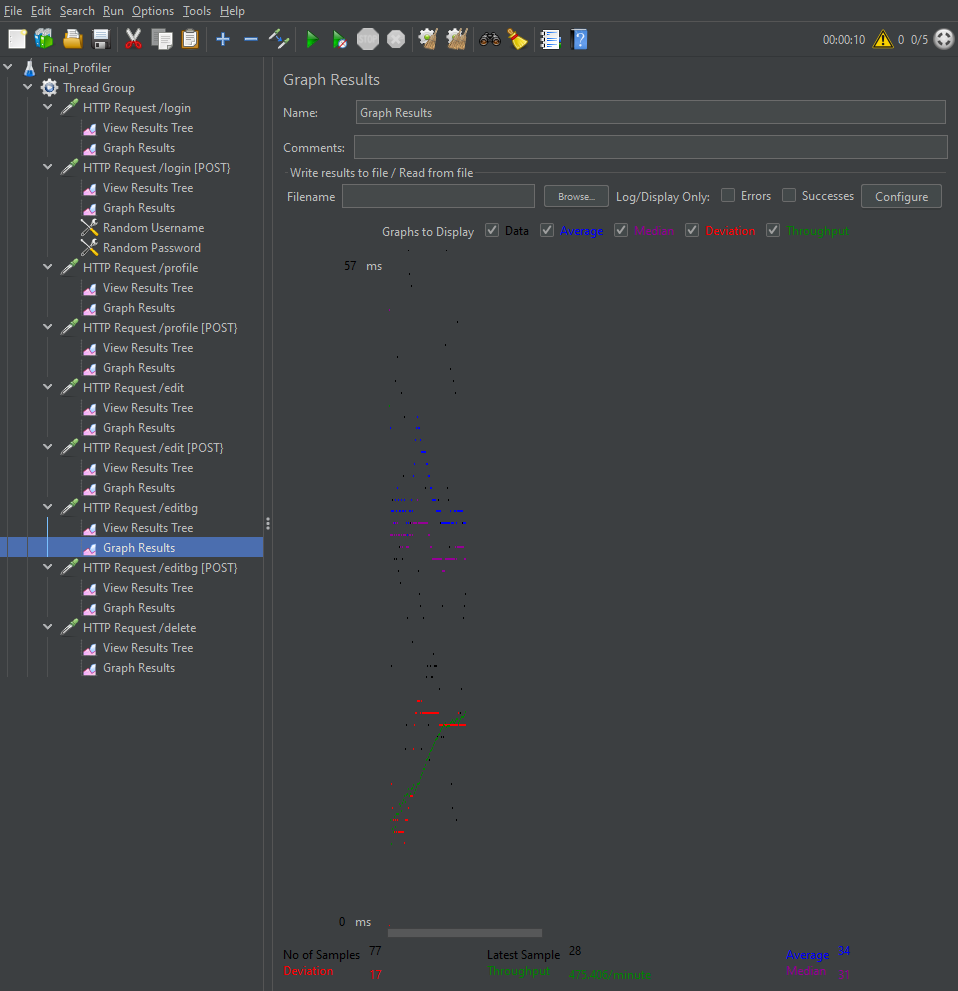 File Edit Search Run Options Tools Help
00:00:10 0 0/5
Final_Profiler
Thread Group
HTTP Request /login
View Results Tree
Graph Results
HTTP Request /login [POST}
View Results Tree
Graph Results
Random Username
Random Password
HTTP Request /profile
View Results Tree
Graph Results
HTTP Request /profile [POST}
View Results Tree
Graph Results
HTTP Request /edit
View Results Tree
Graph Results
HTTP Request /edit [POST}
View Results Tree
Graph Results
HTTP Request /editbg
View Results Tree
Graph Results
HTTP Request /editbg [POST}
View Results Tree
Graph Results
HTTP Request /delete
View Results Tree
Graph Results
Graph Results
Name: Graph Results
Comments:
Write results to file / Read from file
Filename Browse... Log/Display Only: Errors Successes Configure
Graphs to Display Data Average Median Deviation Throughput
57 ms
0 ms
No of Samples 77 Latest Sample 28 Average 34
Deviation 17 Throughput 475.406/minute Median